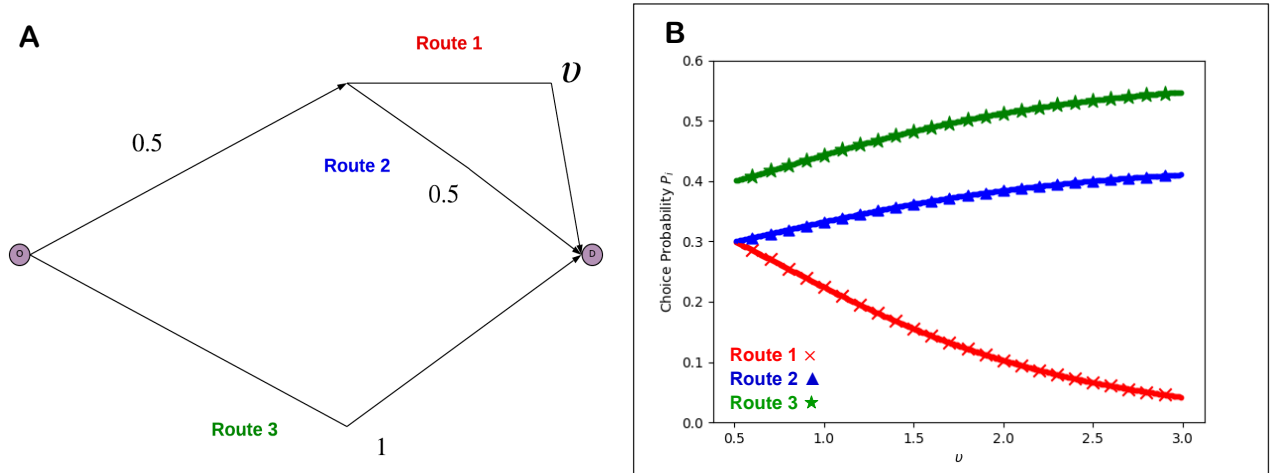 A
Route 1
υ
0.5
Route 2
0.5
O
D
Route 3
1
B
0.6
0.5
0.4
0.3
0.2
0.1
0.0
Choice Probability Pi
Route 1 ×
Route 2 ▲
Route 3 ★
0.5 1.0 1.5 2.0 2.5 3.0
υ